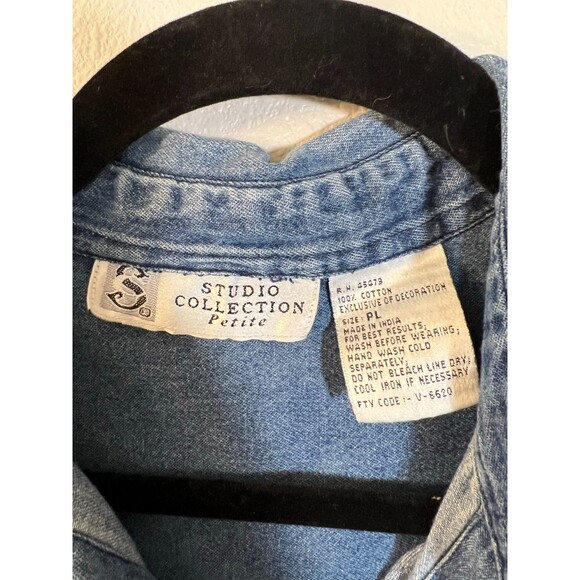 S
STUDIO
COLLECTION
Petite
R.N. 45473
100% COTTON
EXCLUSIVE OF DECORATION
SIZE: PL
MADE IN INDIA
FOR BEST RESULTS;
WASH BEFORE WEARING;
HAND WASH COLD
SEPARATELY;
DO NOT BLEACH LINE DRY;
COOL IRON IF NECESSARY
FTY CODE:- V-6620